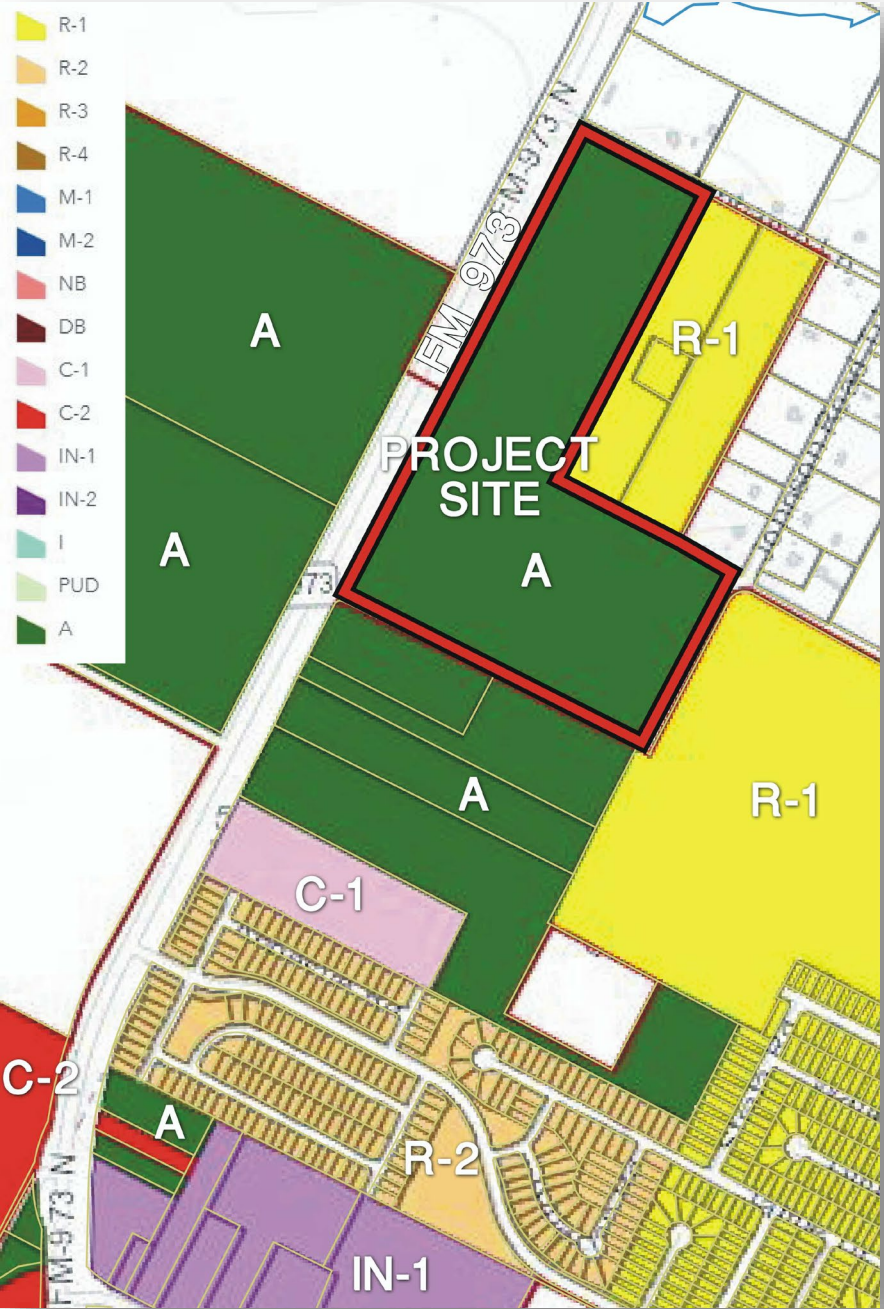 R-1
R-2
R-3
R-4
M-1
M-2
NB
DB
C-1
C-2
IN-1
IN-2
I
PUD
A
FM-973 N
FM 973
A
R-1
PROJECT
SITE
A
A
973
A
R-1
C-1
C-2
A
R-2
FM-973 N
IN-1